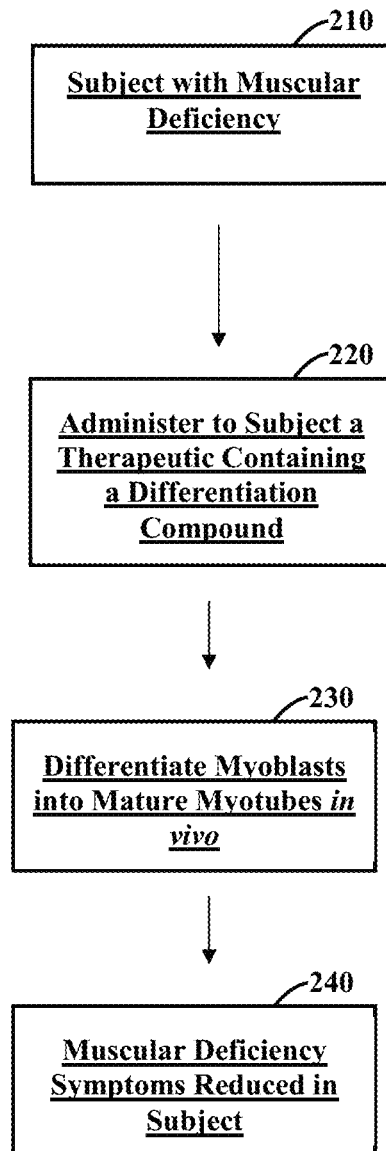 210
Subject with Muscular
Deficiency
220
Administer to Subject a
Therapeutic Containing
a Differentiation
Compound
230
Differentiate Myoblasts
into Mature Myotubes in
vivo
240
Muscular Deficiency
Symptoms Reduced in
Subject